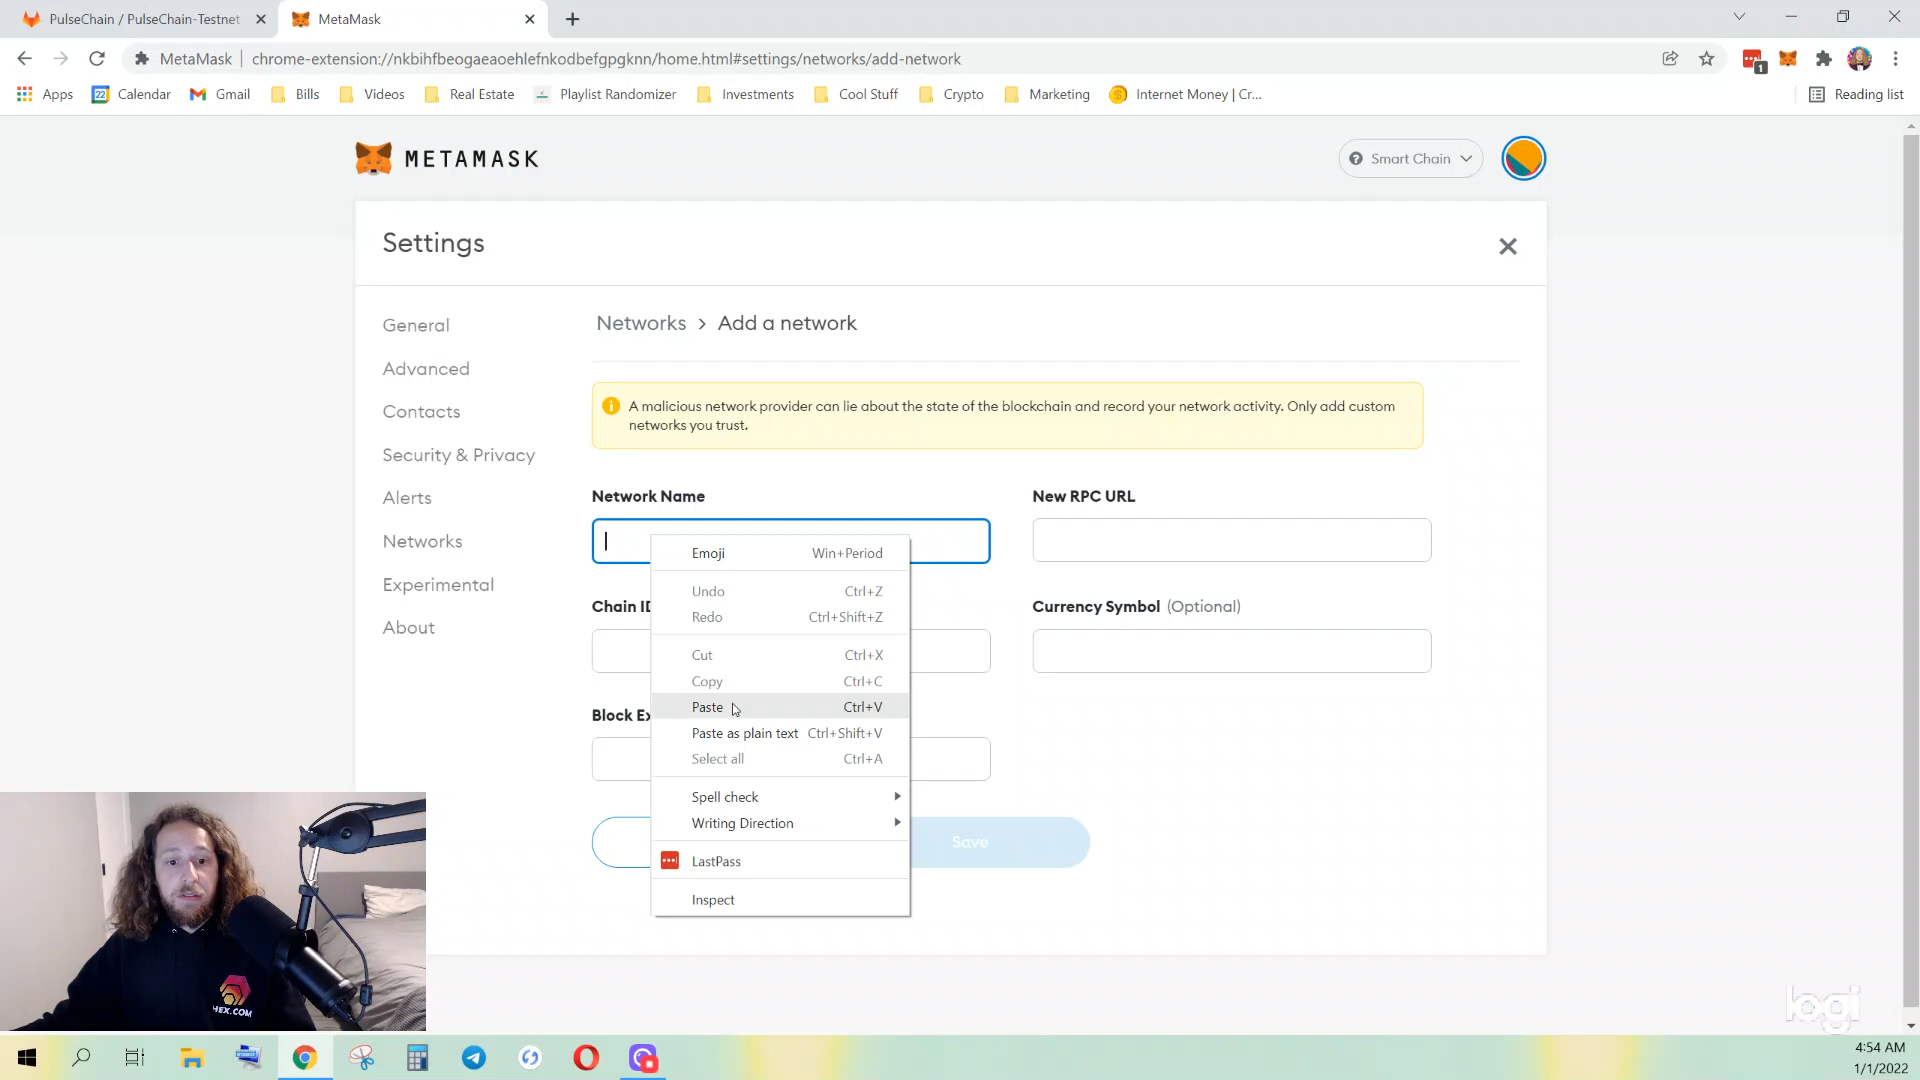 PulseChain / PulseChain-Testnet
MetaMask
MetaMask
chrome-extension://nkbihfbeogaeaoehlefnkodbefgpgknn/home.html#settings/networks/add-network
1
Apps
22
Calendar
Gmail
Bills
Videos
Real Estate
Playlist Randomizer
Investments
Cool Stuff
Crypto
Marketing
Internet Money | Cr...
Reading list
METAMASK
Smart Chain
Settings
General
Advanced
Contacts
Security & Privacy
Alerts
Networks
Experimental
About
Networks > Add a network
A malicious network provider can lie about the state of the blockchain and record your network activity. Only add custom
networks you trust.
Network Name
New RPC URL
Chain ID
Currency Symbol (Optional)
Block Ex
Save
Emoji Win+Period
Undo Ctrl+Z
Redo Ctrl+Shift+Z
Cut Ctrl+X
Copy Ctrl+C
Paste Ctrl+V
Paste as plain text Ctrl+Shift+V
Select all Ctrl+A
Spell check
Writing Direction
LastPass
Inspect
HEX.COM
logi
4:54 AM
1/1/2022